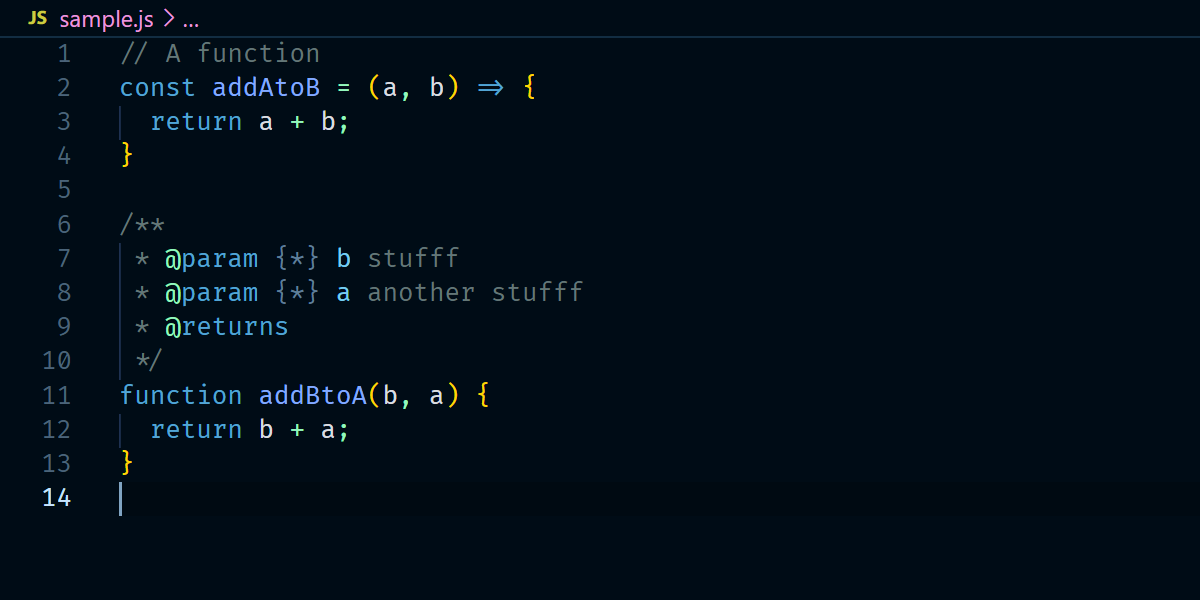 JS sample.js > ...
1 // A function
2 const addAtoB = (a, b) => {
3   return a + b;
4 }
5
6 /**
7  * @param {*} b stufff
8  * @param {*} a another stufff
9  * @returns
10  */
11 function addBtoA(b, a) {
12   return b + a;
13 }
14